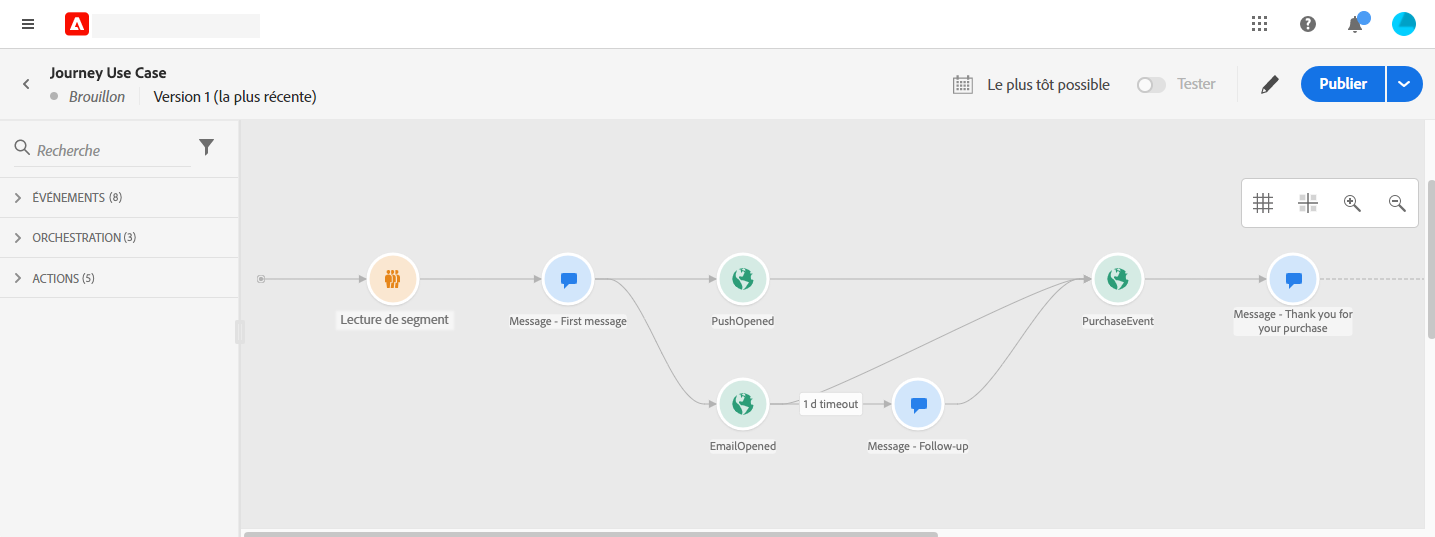 Journey Use Case
Brouillon
Version 1 (la plus récente)
Le plus tôt possible
Tester
Publier
Recherche
ÉVÉNEMENTS (8)
ORCHESTRATION (3)
ACTIONS (5)
Lecture de segment
Message - First message
PushOpened
PurchaseEvent
Message - Thank you for
your purchase
1 d timeout
EmailOpened
Message - Follow-up